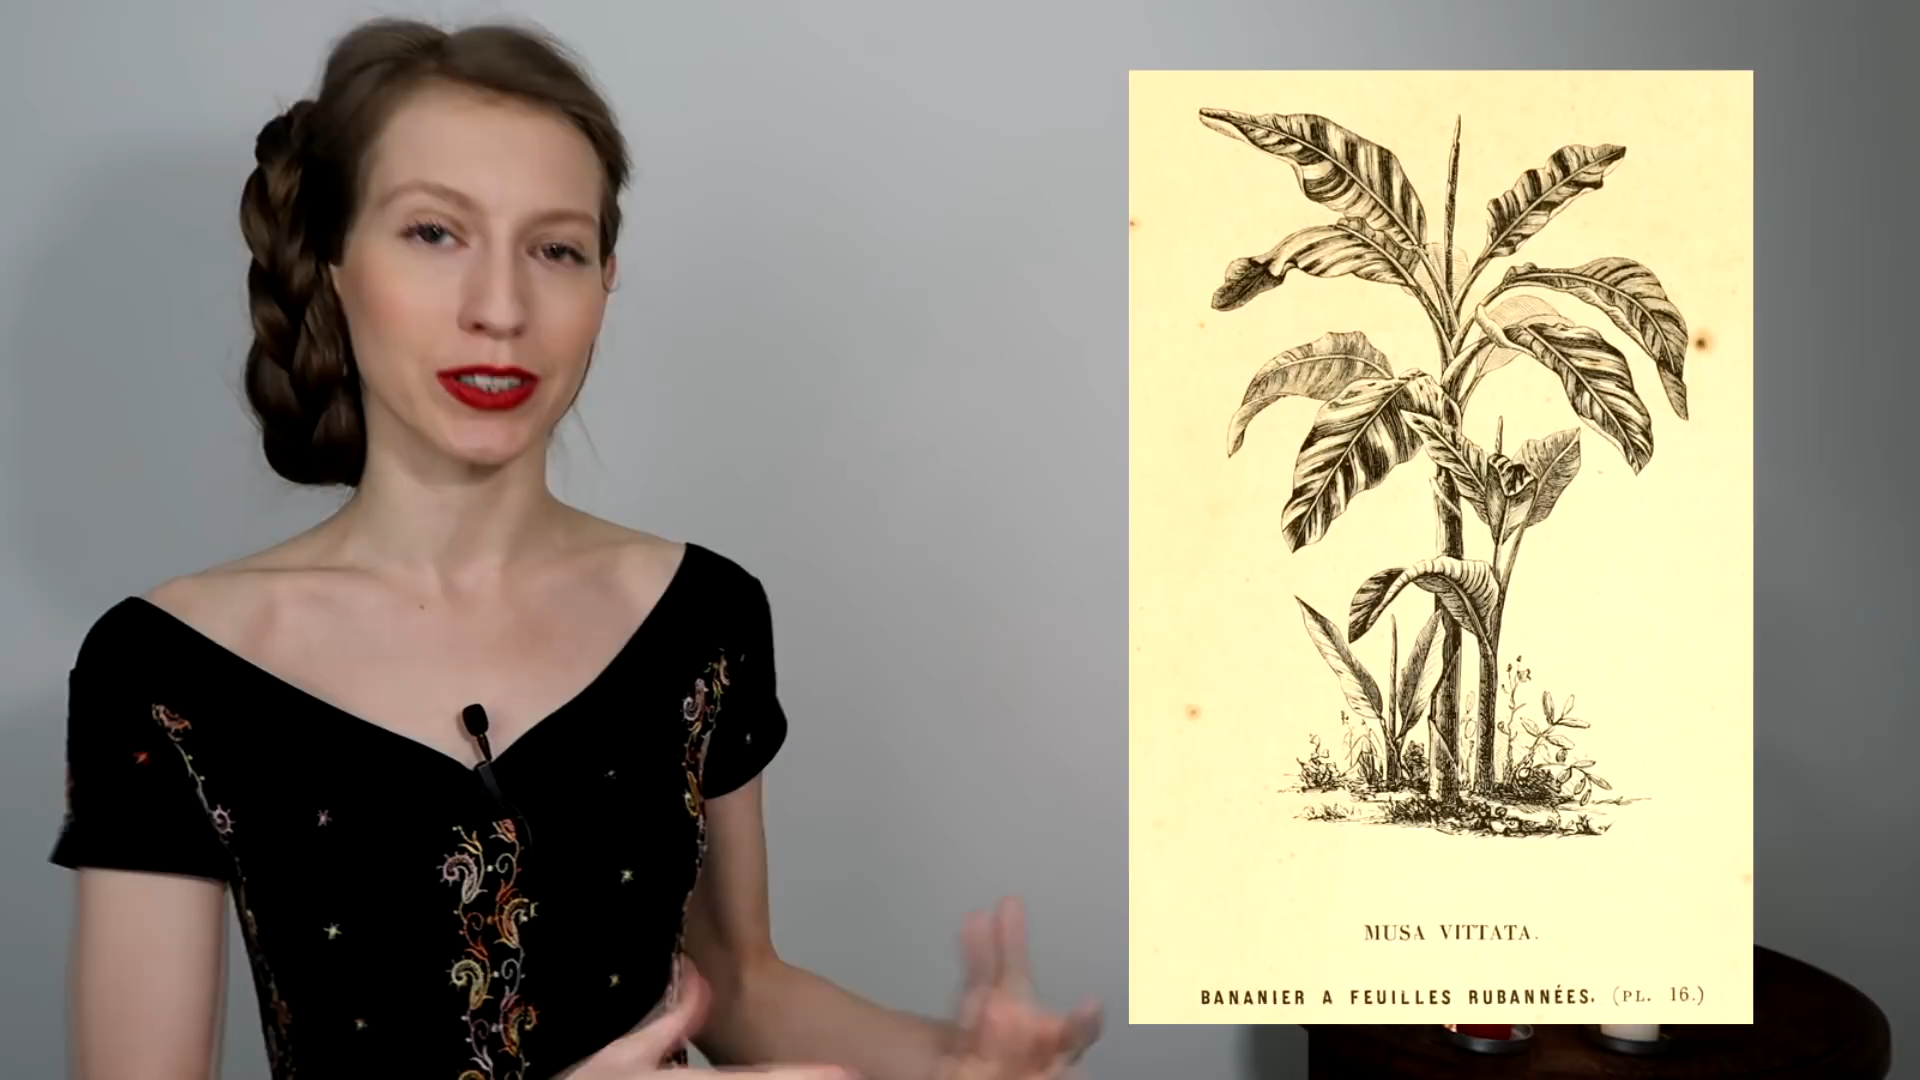 MUSA VITTATA.
BANANIER A FEUILLES RUBANNÉES. (PL. 16.)